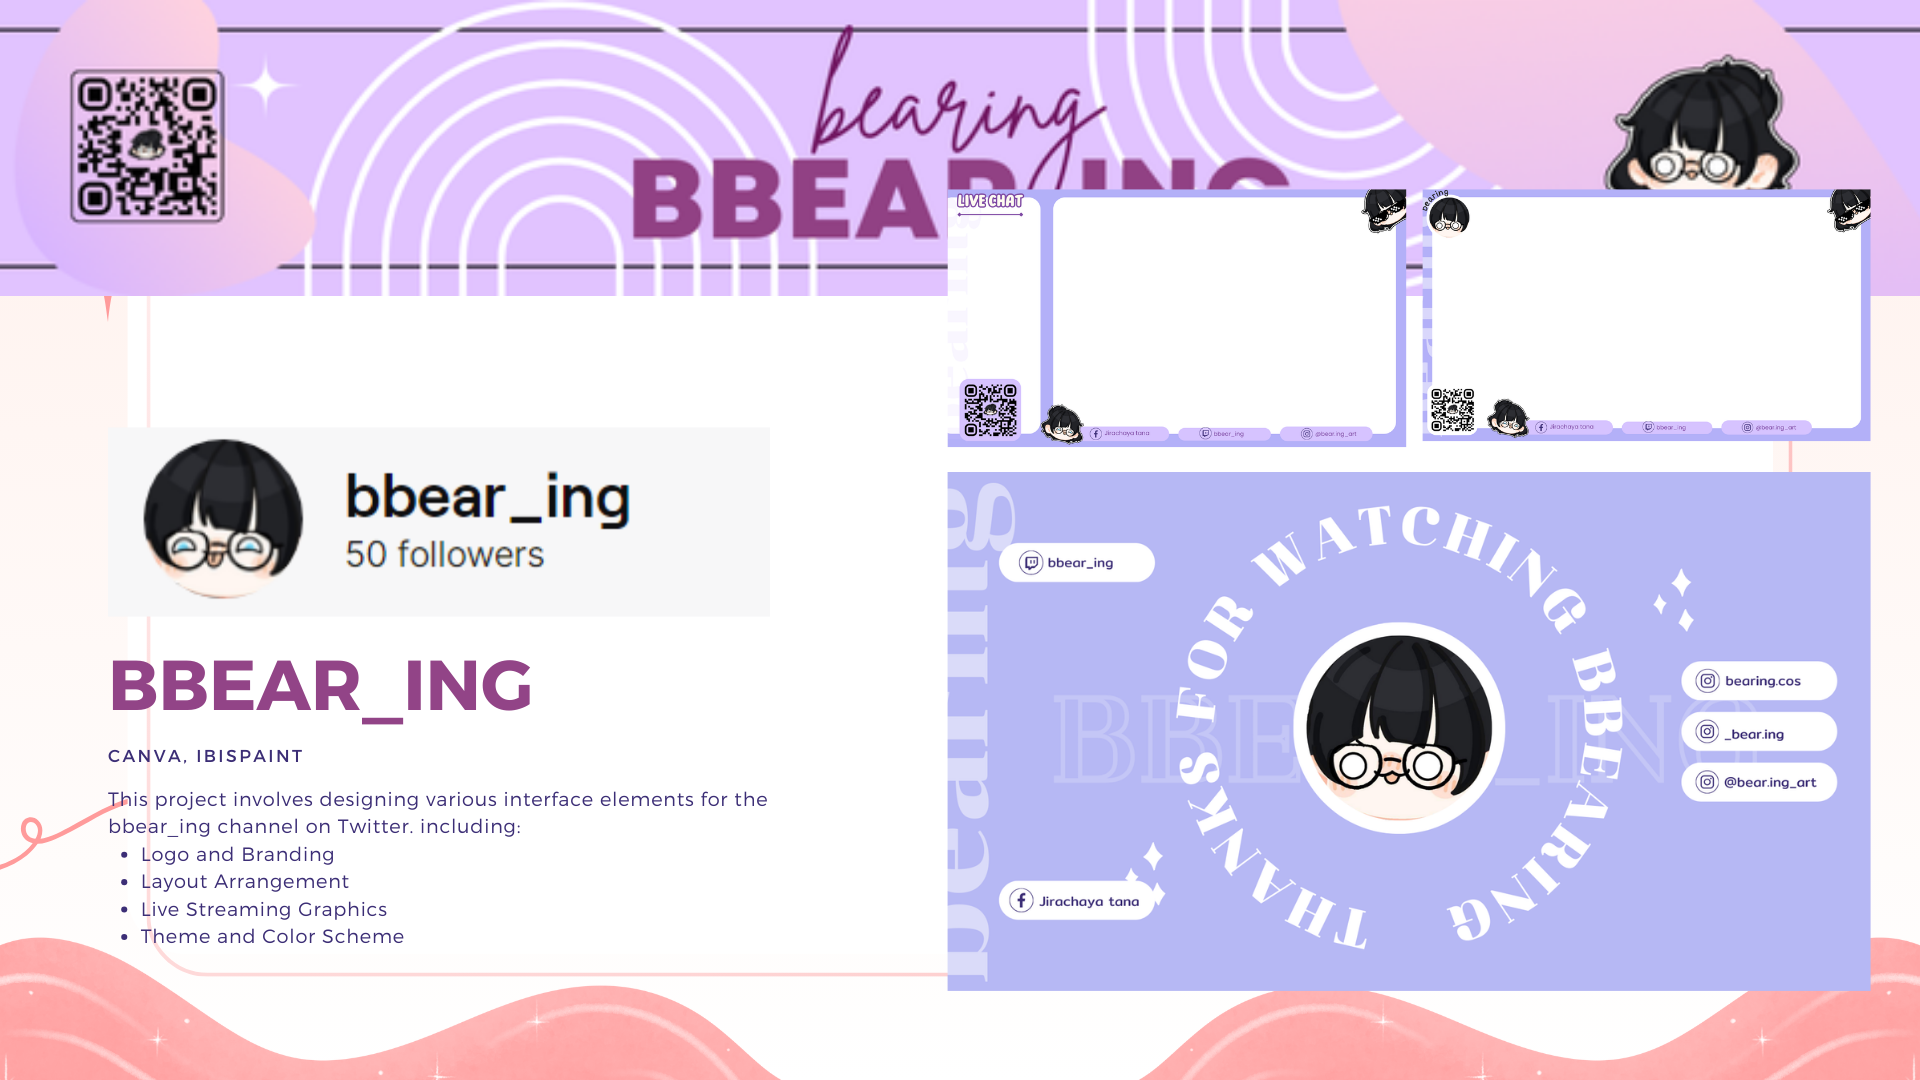 bearing
BBEAR_ING
LIVE CHAT
bearing
Jirachaya tana
bbear_ing
@bear.ing_art
bearing
Jirachaya tana
bbear_ing
@bear.ing_art
bbear_ing
50 followers
BBEAR_ING
CANVA, IBISPAINT
This project involves designing various interface elements for the
bbear_ing channel on Twitter. including:
• Logo and Branding
• Layout Arrangement
• Live Streaming Graphics
• Theme and Color Scheme
bearing
bbear_ing
THANKS FOR WATCHING BBEARING
BBEAR_ING
bearing.cos
_bear.ing
@bear.ing_art
Jirachaya tana